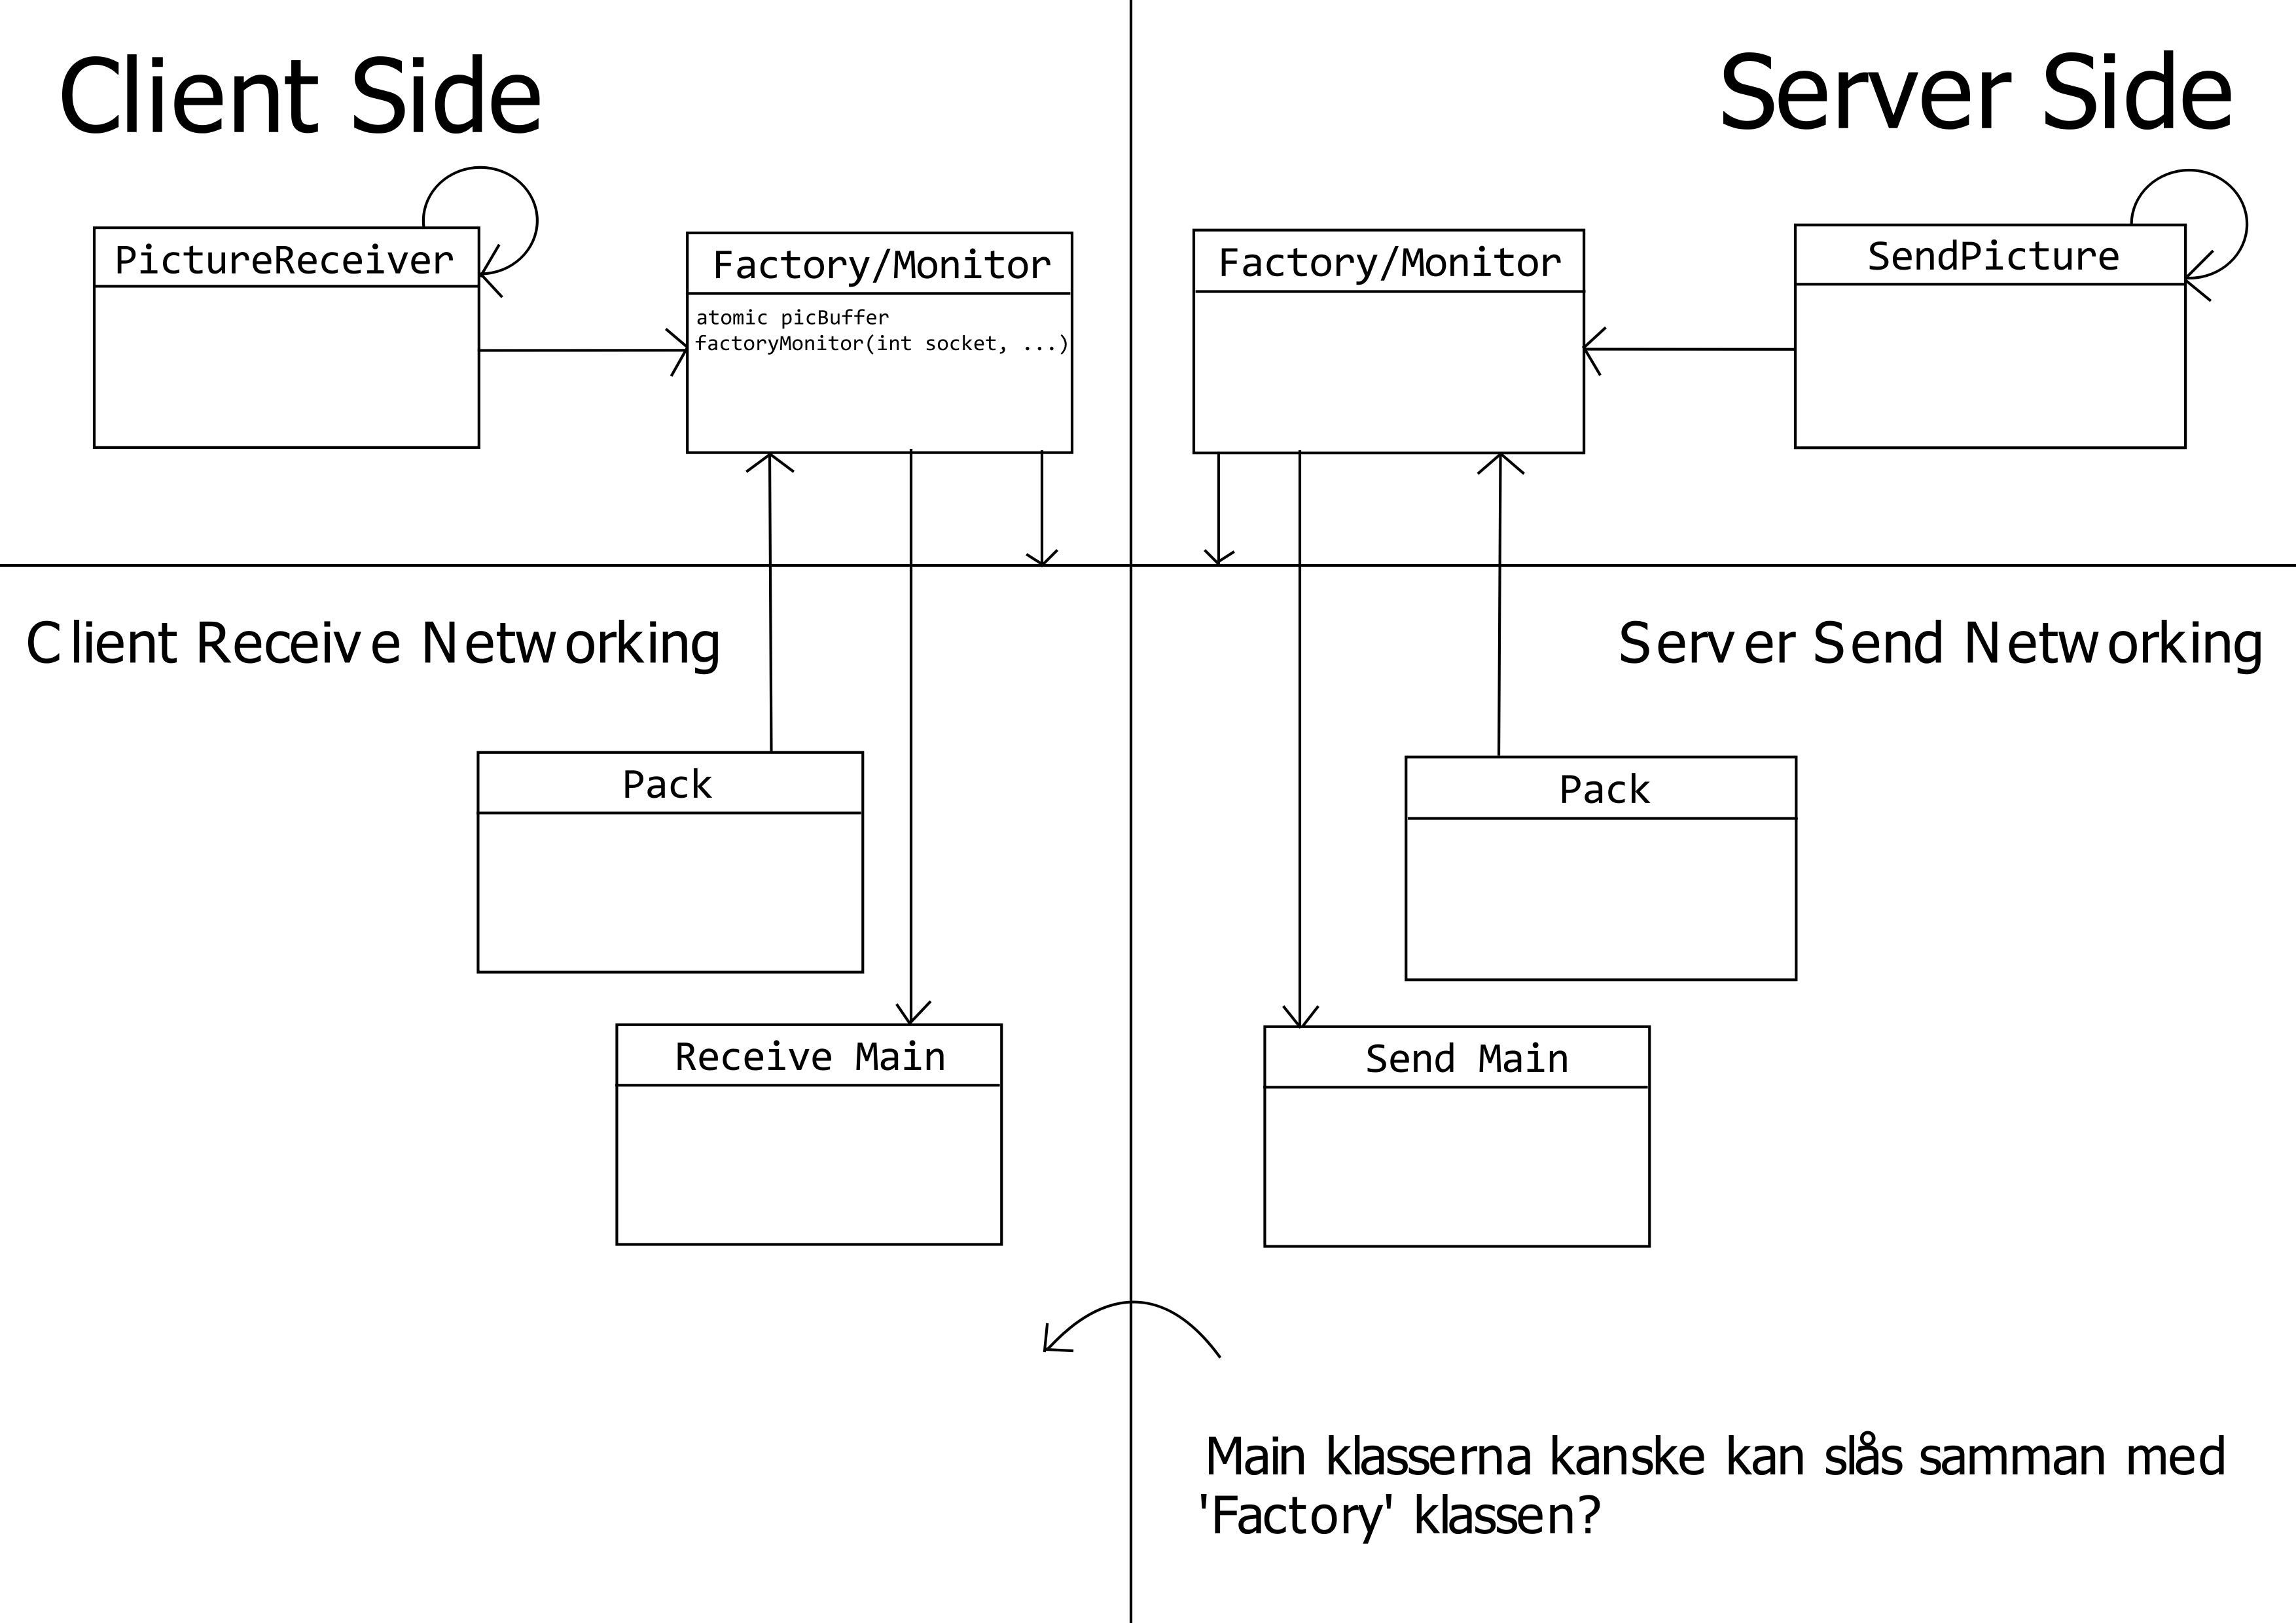 Client Side
Server Side
PictureReceiver
Factory/Monitor
atomic picBuffer
factoryMonitor(int socket, ...)
Factory/Monitor
SendPicture
Client Receive Networking
Server Send Networking
Pack
Pack
Receive Main
Send Main
Main klasserna kanske kan slås samman med
'Factory' klassen?